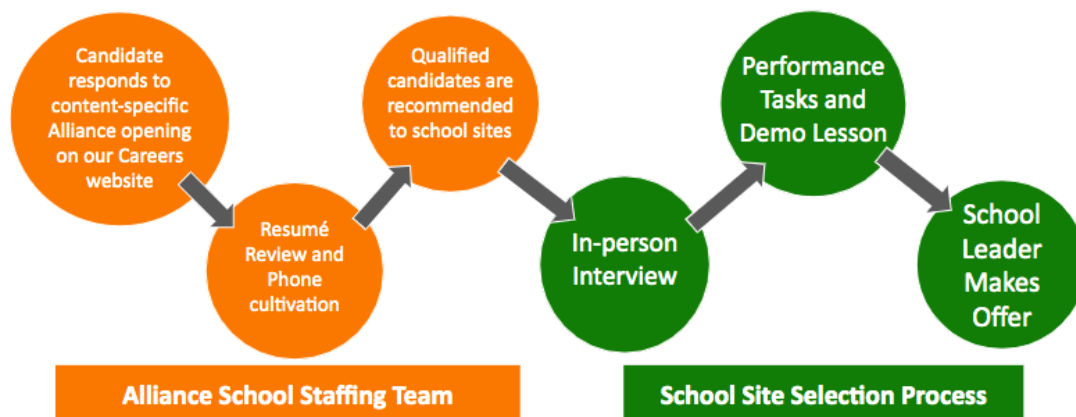 Candidate
responds to
content-specific
Alliance opening
on our Careers
website
Resumé
Review and
Phone
cultivation
Qualified
candidates are
recommended
to school sites
In-person
Interview
Performance
Tasks and
Demo Lesson
School
Leader
Makes
Offer
Alliance School Staffing Team
School Site Selection Process